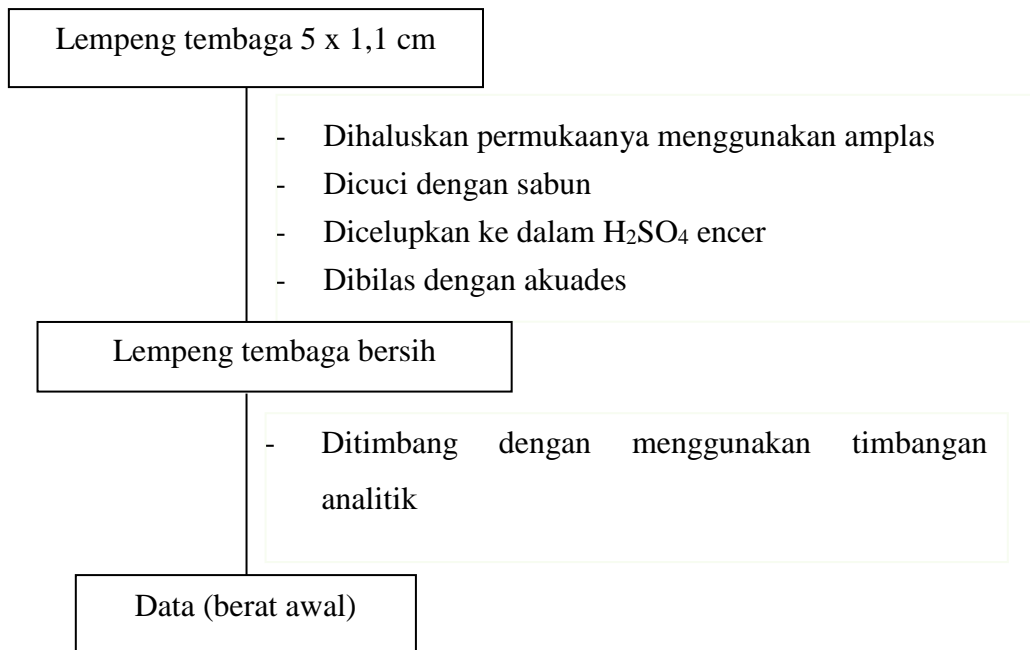 Lempeng tembaga 5 x 1,1 cm
- Dihaluskan permukaanya menggunakan amplas
- Dicuci dengan sabun
- Dicelupkan ke dalam H₂SO₄ encer
- Dibilas dengan akuades
Lempeng tembaga bersih
- Ditimbang dengan menggunakan timbangan
analitik
Data (berat awal)